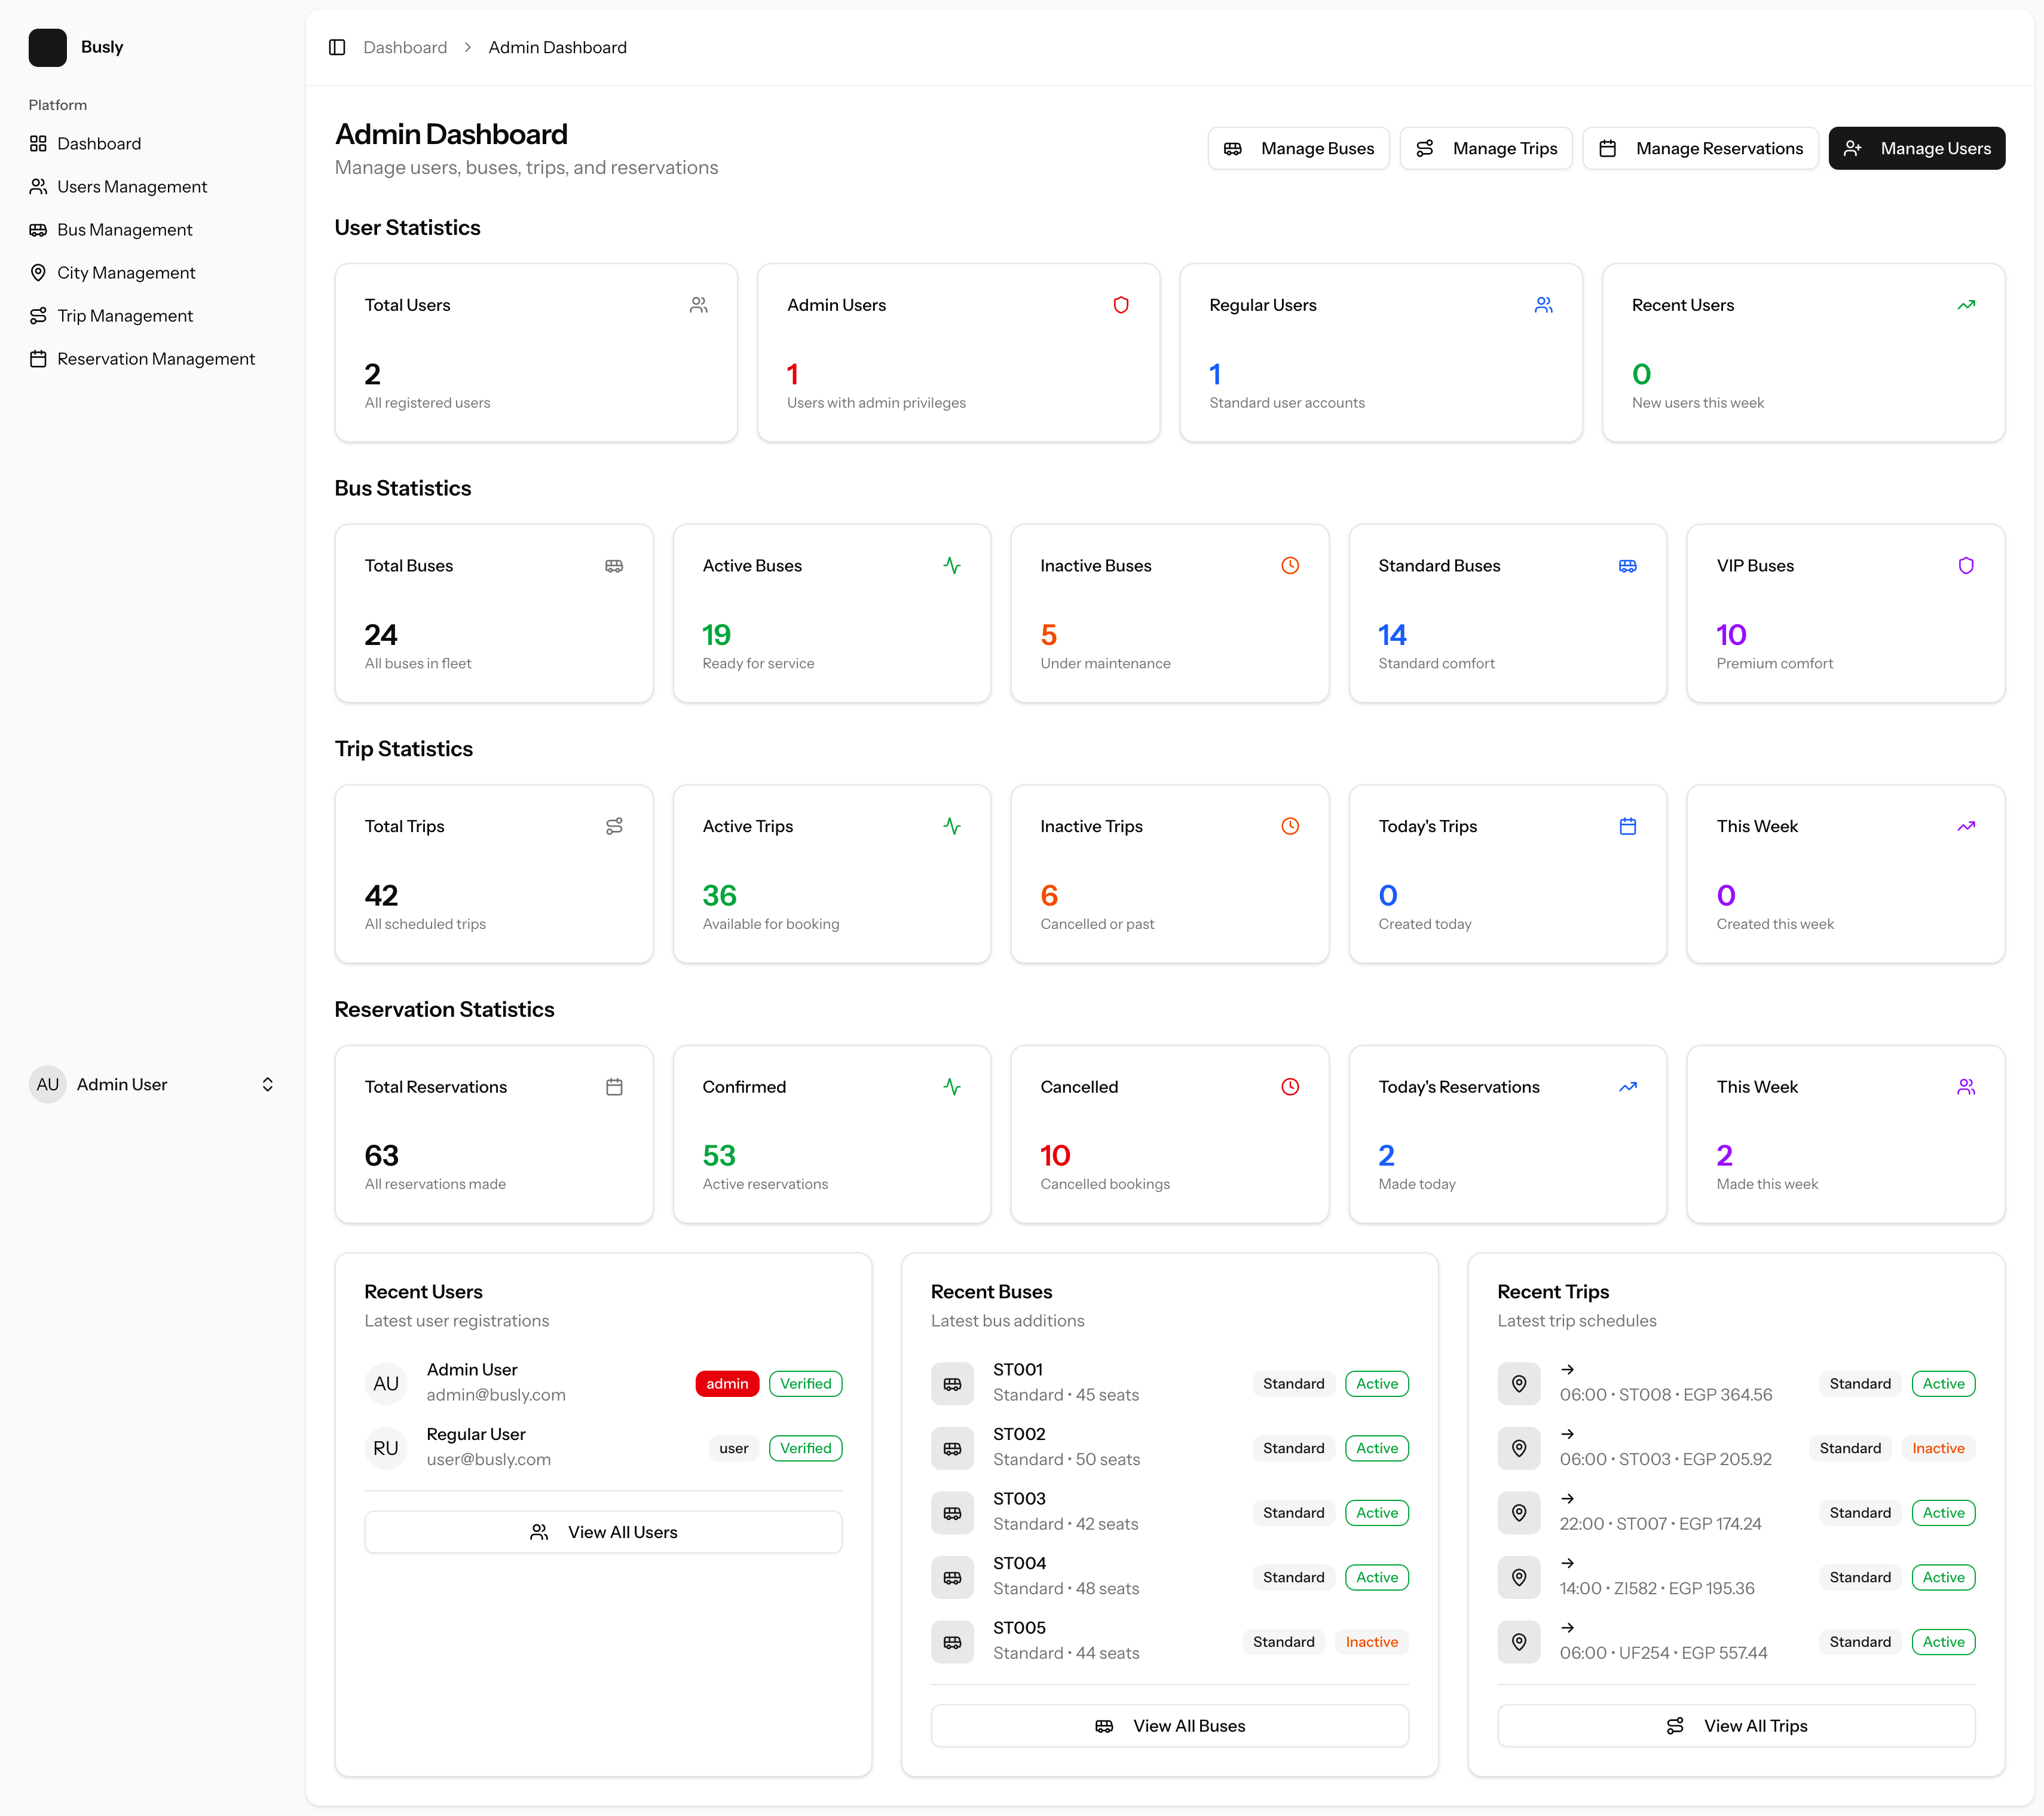 Busly
Platform
Dashboard
Users Management
Bus Management
City Management
Trip Management
Reservation Management
AU Admin User
Dashboard > Admin Dashboard
Admin Dashboard
Manage users, buses, trips, and reservations
Manage Buses
Manage Trips
Manage Reservations
Manage Users
User Statistics
Total Users
2
All registered users
Admin Users
1
Users with admin privileges
Regular Users
1
Standard user accounts
Recent Users
0
New users this week
Bus Statistics
Total Buses
24
All buses in fleet
Active Buses
19
Ready for service
Inactive Buses
5
Under maintenance
Standard Buses
14
Standard comfort
VIP Buses
10
Premium comfort
Trip Statistics
Total Trips
42
All scheduled trips
Active Trips
36
Available for booking
Inactive Trips
6
Cancelled or past
Today's Trips
0
Created today
This Week
0
Created this week
Reservation Statistics
Total Reservations
63
All reservations made
Confirmed
53
Active reservations
Cancelled
10
Cancelled bookings
Today's Reservations
2
Made today
This Week
2
Made this week
Recent Users
Latest user registrations
AU
Admin User
admin@busly.com
admin
Verified
RU
Regular User
user@busly.com
user
Verified
View All Users
Recent Buses
Latest bus additions
ST001
Standard • 45 seats
Standard
Active
ST002
Standard • 50 seats
Standard
Active
ST003
Standard • 42 seats
Standard
Active
ST004
Standard • 48 seats
Standard
Active
ST005
Standard • 44 seats
Standard
Inactive
View All Buses
Recent Trips
Latest trip schedules
→
06:00 • ST008 • EGP 364.56
Standard
Active
→
06:00 • ST003 • EGP 205.92
Standard
Inactive
→
22:00 • ST007 • EGP 174.24
Standard
Active
→
14:00 • ZI582 • EGP 195.36
Standard
Active
→
06:00 • UF254 • EGP 557.44
Standard
Active
View All Trips